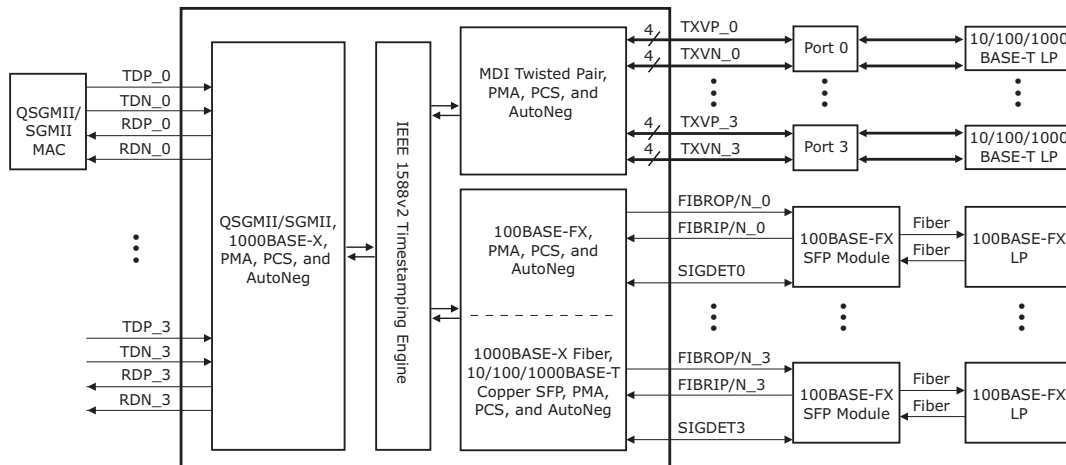 TDP_0
TDN_0
RDP_0
RDN_0
QSGMII/
SGMII
MAC
TDP_3
TDN_3
RDP_3
RDN_3
QSGMII/SGMII,
1000BASE-X,
PMA, PCS, and
AutoNeg
IEEE 1588v2 Timestamping Engine
MDI Twisted Pair,
PMA, PCS, and
AutoNeg
100BASE-FX,
PMA, PCS, and
AutoNeg
1000BASE-X Fiber,
10/100/1000BASE-T
Copper SFP, PMA,
PCS, and AutoNeg
4 TXVP_0
4 TXVN_0
4 TXVP_3
4 TXVN_3
Port 0
Port 3
10/100/1000
BASE-T LP
10/100/1000
BASE-T LP
FIBROP/N_0
FIBRIP/N_0
SIGDET0
100BASE-FX
SFP Module
Fiber
Fiber
100BASE-FX
LP
FIBROP/N_3
FIBRIP/N_3
SIGDET3
100BASE-FX
SFP Module
Fiber
Fiber
100BASE-FX
LP